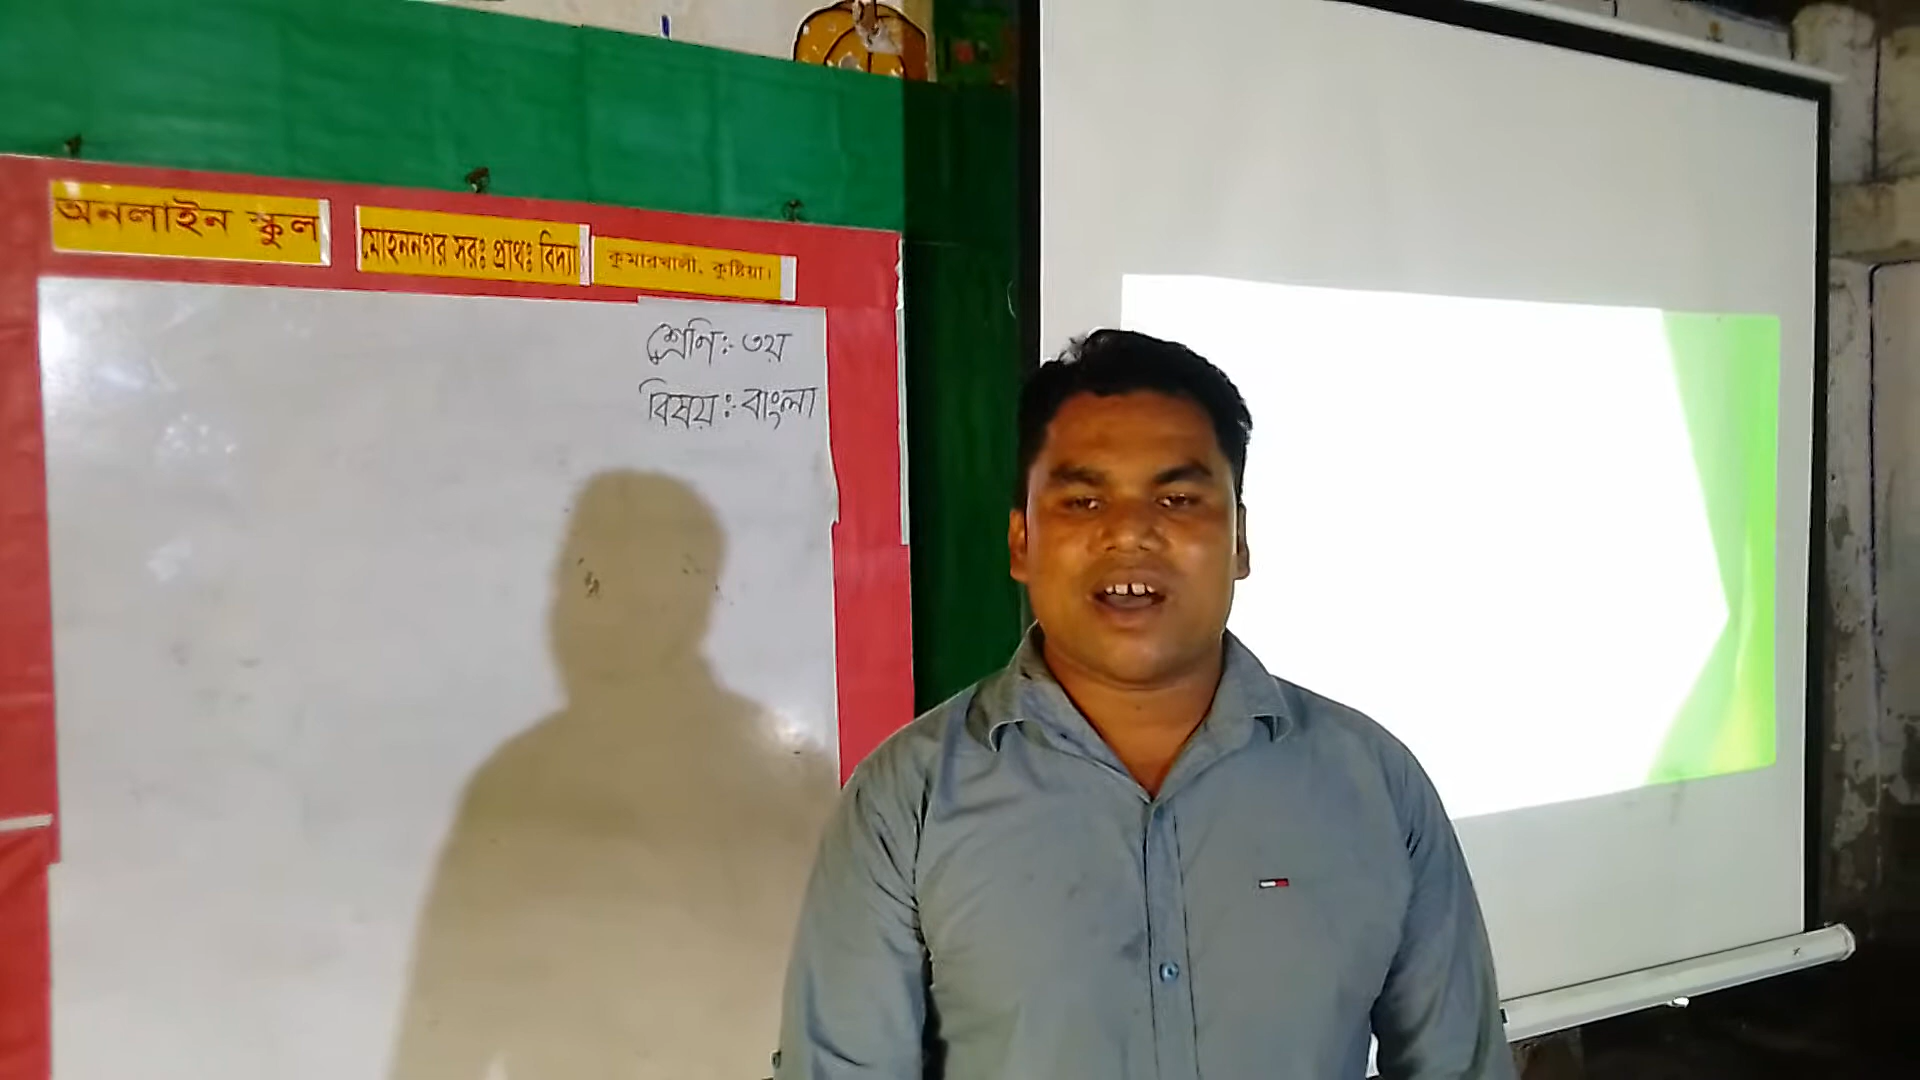 অনলাইন স্কুল
মোহননগর সরঃ প্রাথঃ বিদ্যা
কুমারখালী, কুষ্টিয়া।
শ্রেণি:- ৩য়
বিষয়:- বাংলা